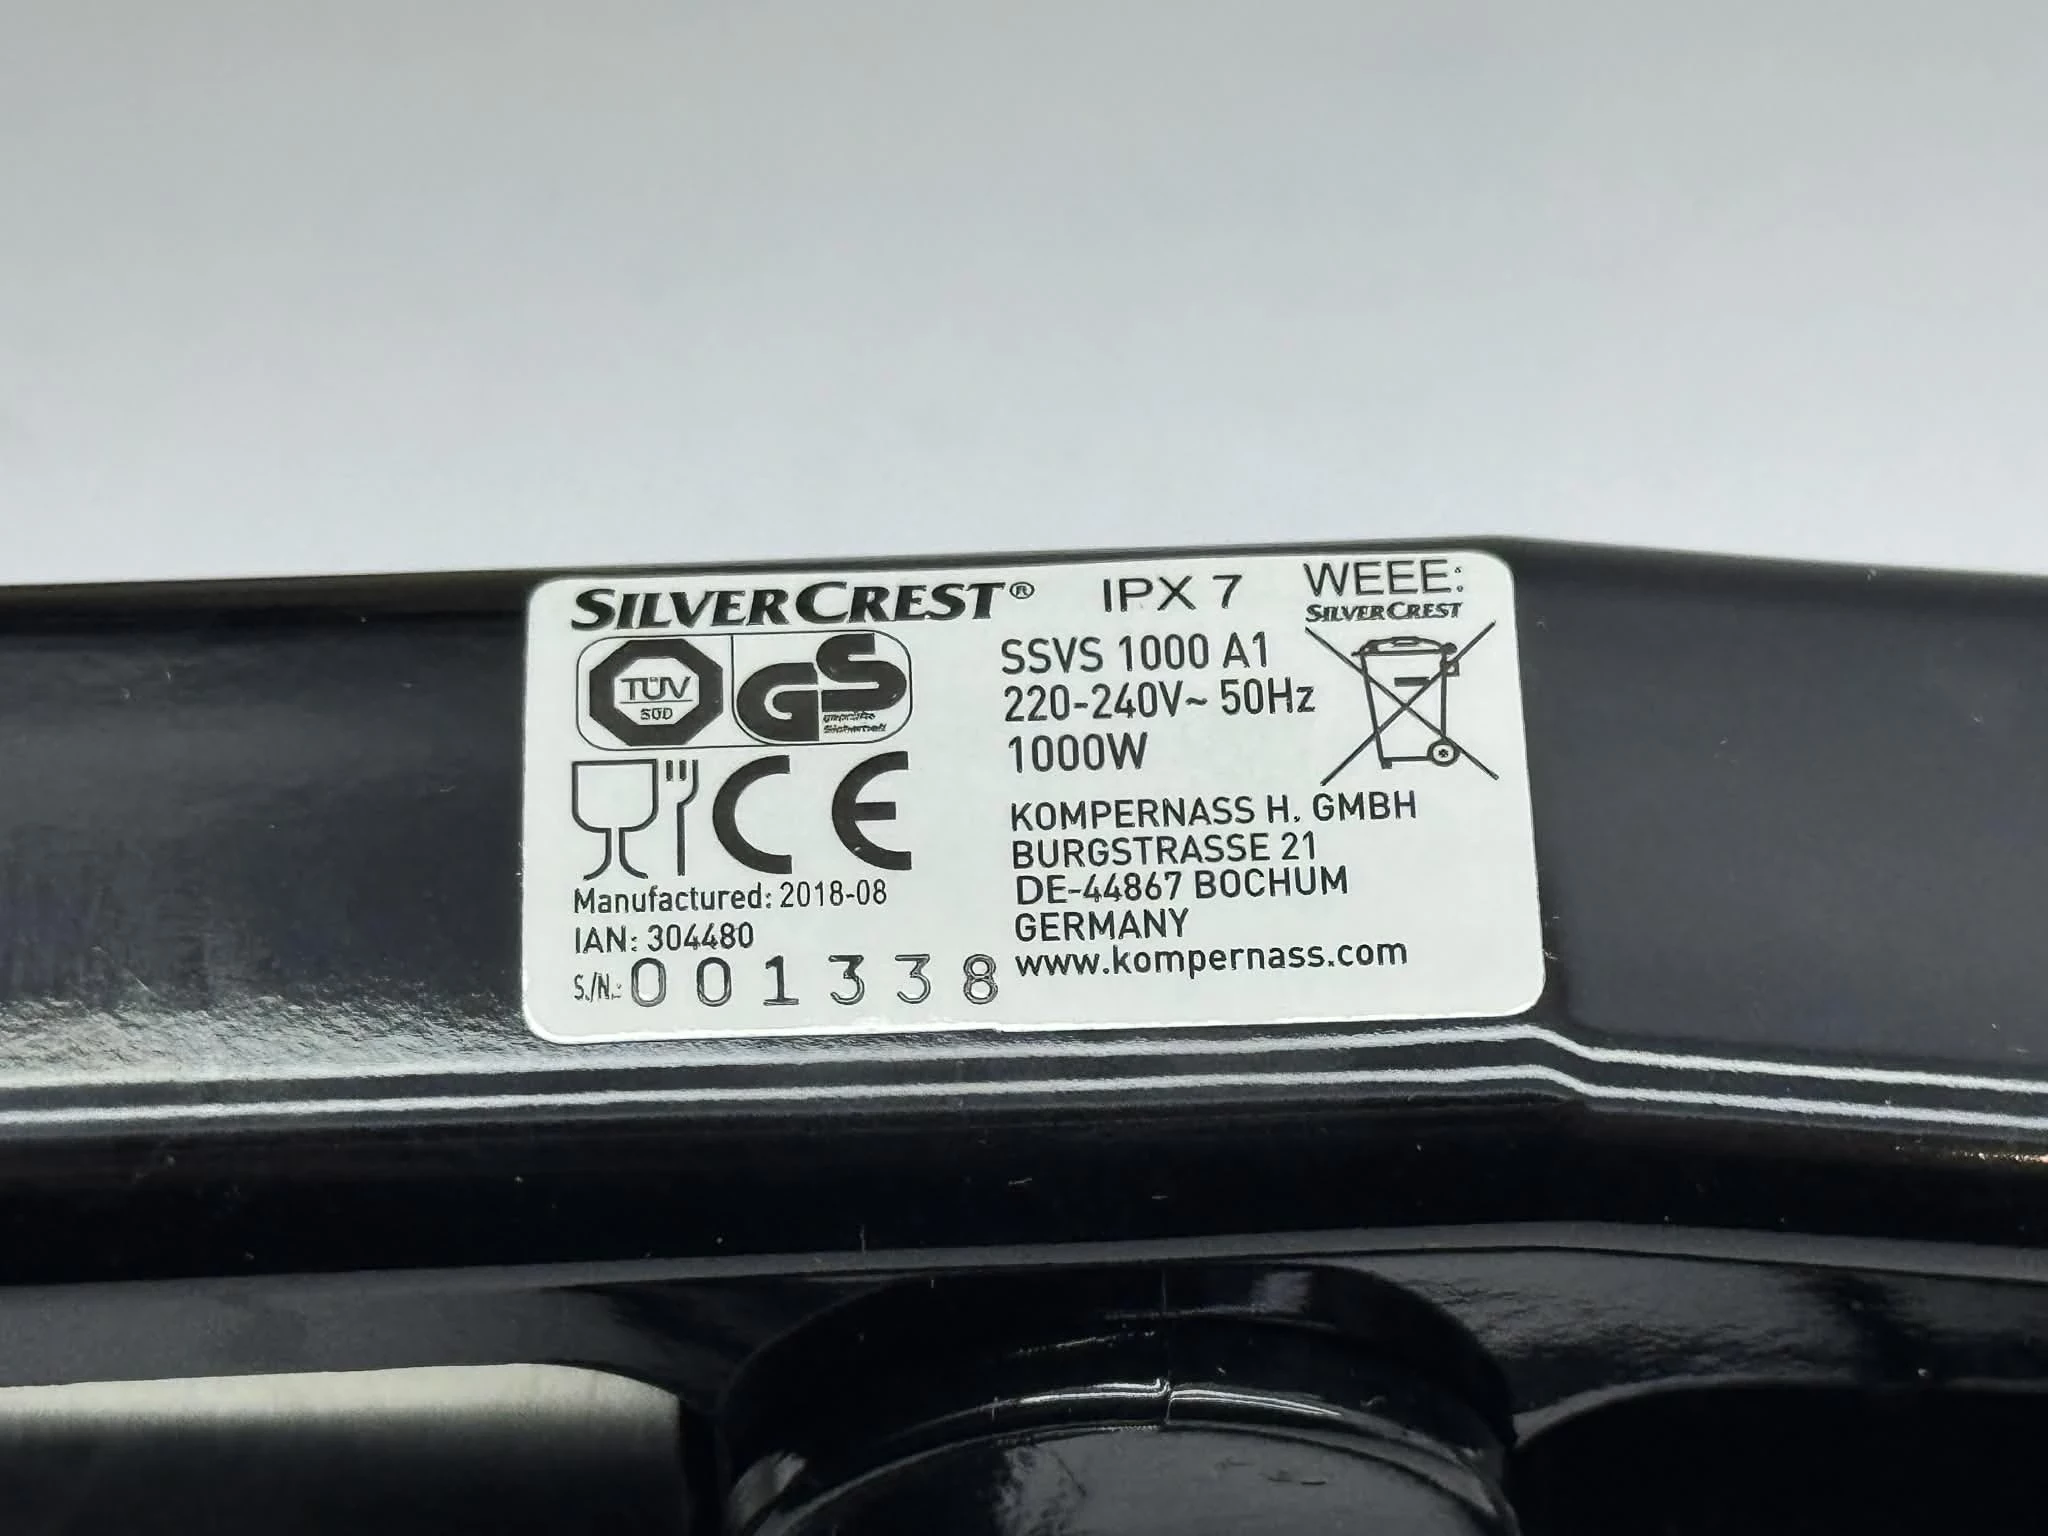 SILVERCREST®
IPX 7
WEEE:
SILVERCREST
TÜV
SÜD
GS
SSVS 1000 A1
220-240V~ 50Hz
1000W
CE
KOMPERNASS H. GMBH
BURGSTRASSE 21
DE-44867 BOCHUM
GERMANY
www.kompernass.com
Manufactured: 2018-08
IAN: 304480
S/N.: 001338